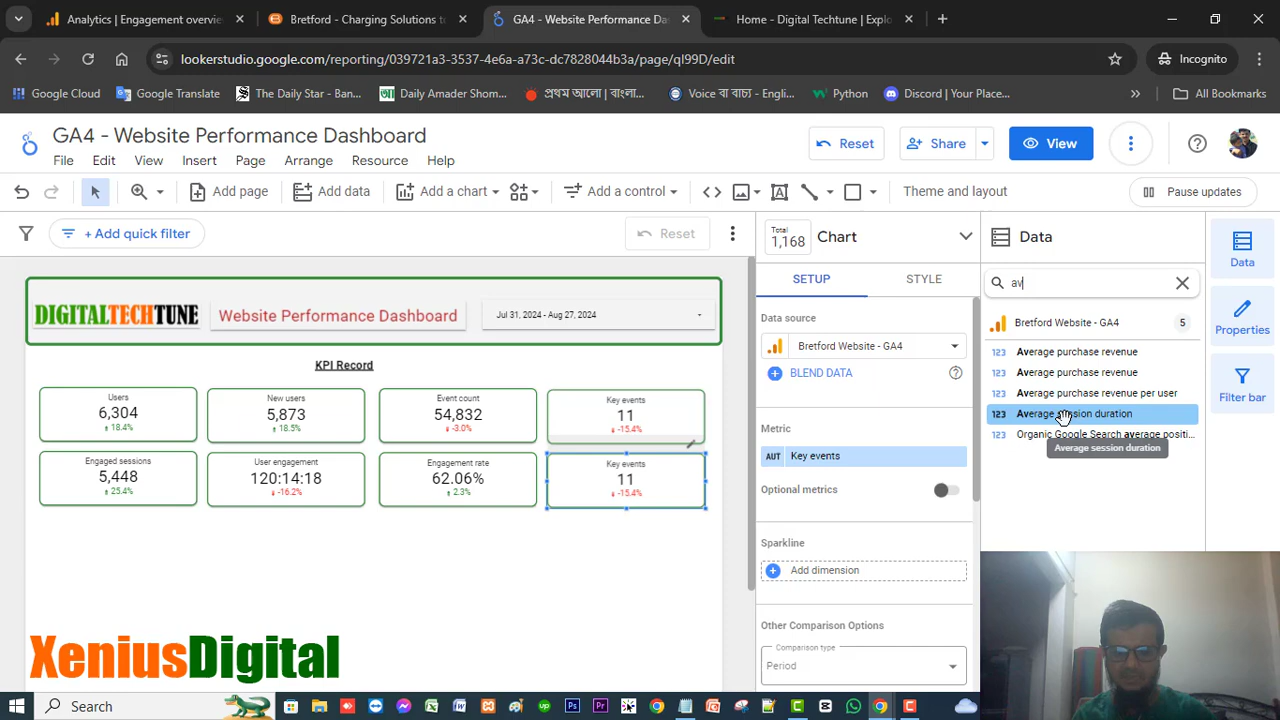 Analytics | Engagement overvie
Bretford - Charging Solutions t
GA4 - Website Performance Da
Home - Digital Techtune | Explo
lookerstudio.google.com/reporting/039721a3-3537-4e6a-a73c-dc7828044b3a/page/ql99D/edit
Incognito
Google Cloud
Google Translate
The Daily Star - Ban...
Daily Amader Shom...
প্রথম আলো | বাংলা...
Voice বা বাচ্য - Engli...
Python
Discord | Your Place...
All Bookmarks
GA4 - Website Performance Dashboard
Reset
Share
View
File Edit View Insert Page Arrange Resource Help
Add page
Add data
Add a chart
Add a control
Theme and layout
Pause updates
+ Add quick filter
Reset
Total
1,168
Chart
Data
Data
SETUP
STYLE
av
DIGITALTECHTUNE
Website Performance Dashboard
Jul 31, 2024 - Aug 27, 2024
Data source
Bretford Website - GA4
BLEND DATA
Bretford Website - GA4
5
123 Average purchase revenue
123 Average purchase revenue
123 Average purchase revenue per user
123 Average session duration
123 Organic Google Search average positi...
Average session duration
Properties
Filter bar
KPI Record
Users
6,304
18.4%
New users
5,873
18.5%
Event count
54,832
-3.0%
Key events
11
-15.4%
Engaged sessions
5,448
25.4%
User engagement
120:14:18
-16.2%
Engagement rate
62.06%
2.3%
Key events
11
-15.4%
Metric
AUT Key events
Optional metrics
Sparkline
Add dimension
Other Comparison Options
Comparison type
Period
XeniusDigital
Search